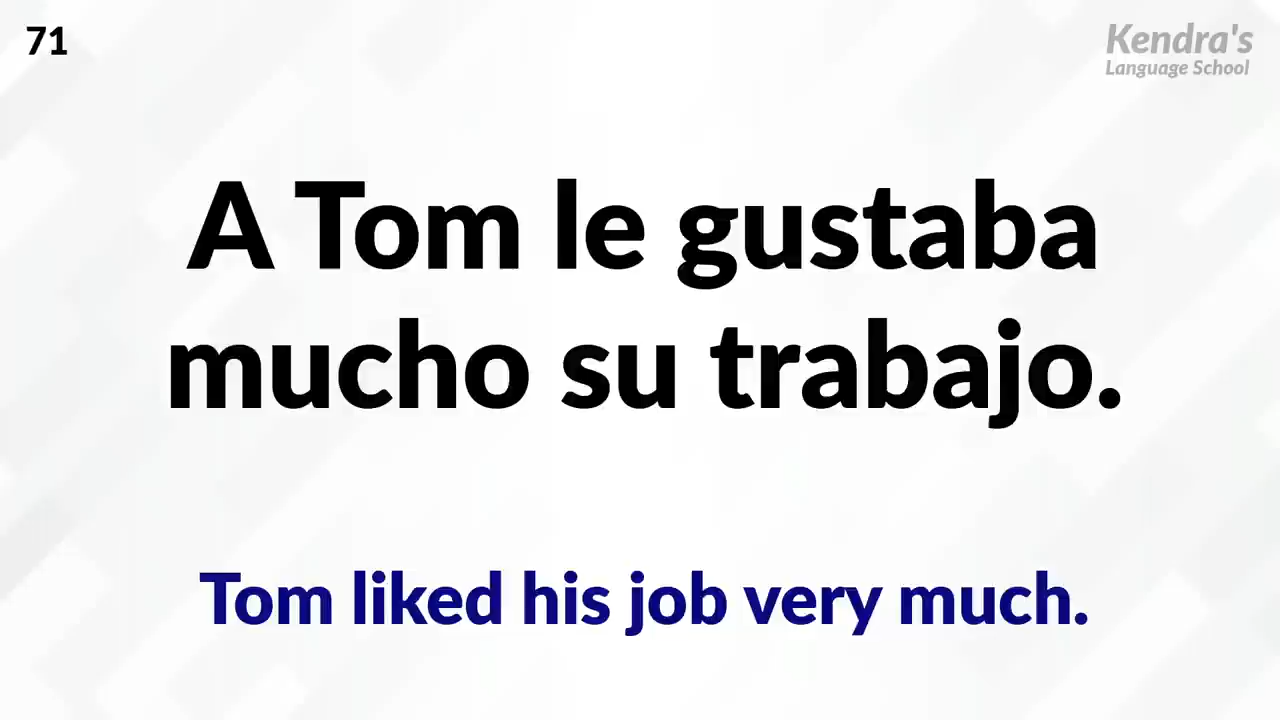 71
Kendra's
Language School
A Tom le gustaba
mucho su trabajo.
Tom liked his job very much.